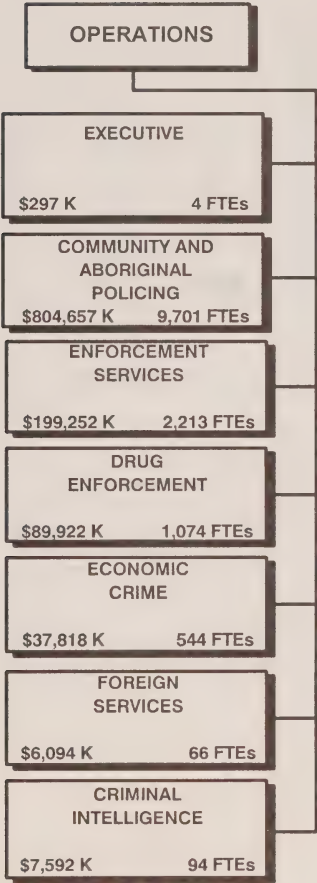 OPERATIONS
EXECUTIVE
$297 K 4 FTEs
COMMUNITY AND
ABORIGINAL
POLICING
$804,657 K 9,701 FTEs
ENFORCEMENT
SERVICES
$199,252 K 2,213 FTEs
DRUG
ENFORCEMENT
$89,922 K 1,074 FTEs
ECONOMIC
CRIME
$37,818 K 544 FTEs
FOREIGN
SERVICES
$6,094 K 66 FTEs
CRIMINAL
INTELLIGENCE
$7,592 K 94 FTEs